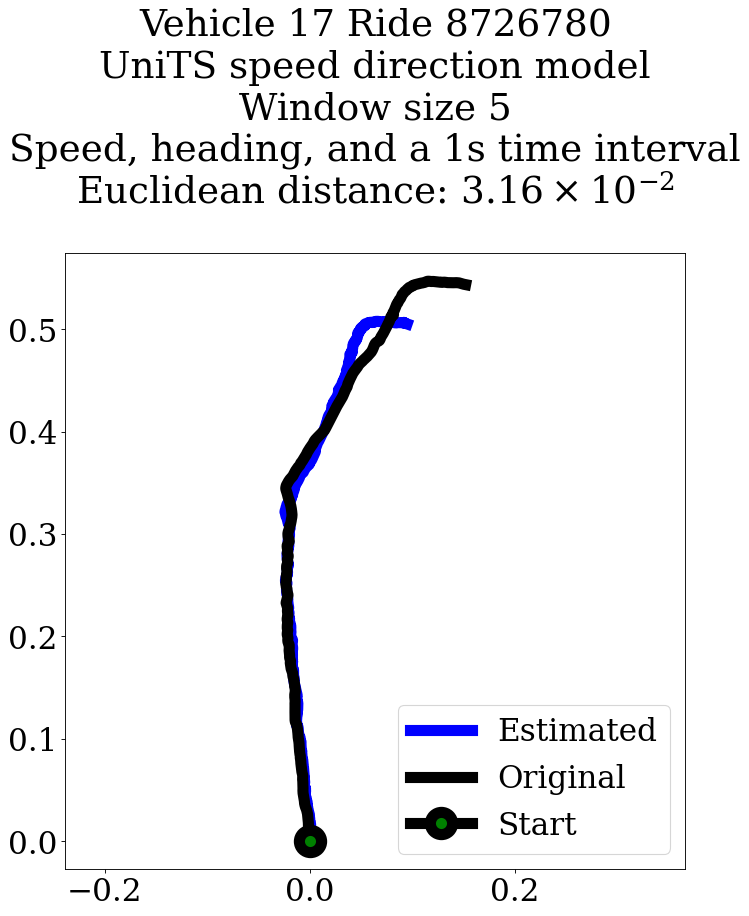 Vehicle 17 Ride 8726780
UniTS speed direction model
Window size 5
Speed, heading, and a 1s time interval
Euclidean distance: 3.16 × 10⁻²
0.5
0.4
0.3
0.2
0.1
0.0
−0.2
0.0
0.2
Estimated
Original
Start